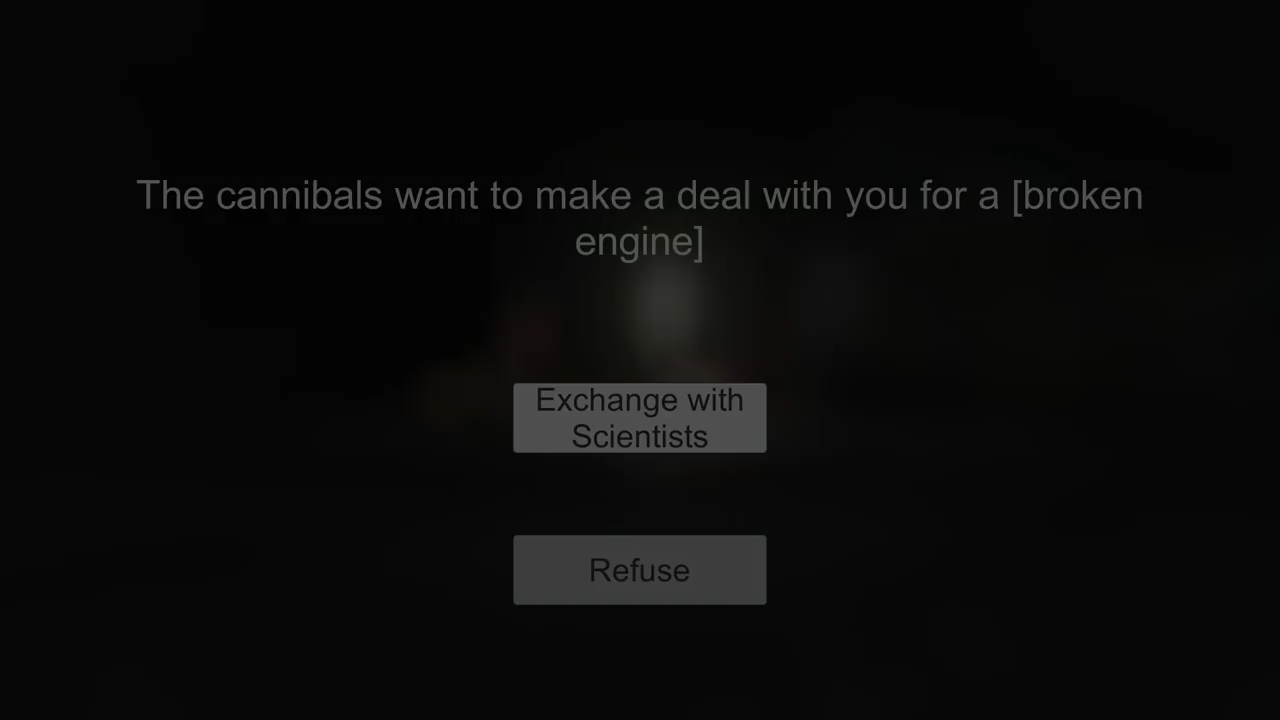 The cannibals want to make a deal with you for a [broken
engine]
Exchange with
Scientists
Refuse